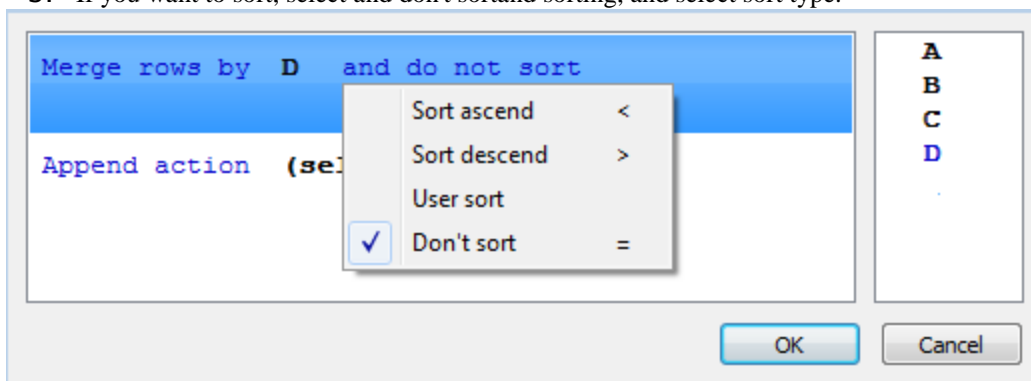 If you want to sort, select and don't sortand sorting, and select sort type.
Merge rows by D and do not sort
Sort ascend <
Sort descend >
User sort
Don't sort =
Append action (sel
A
B
C
D
OK
Cancel